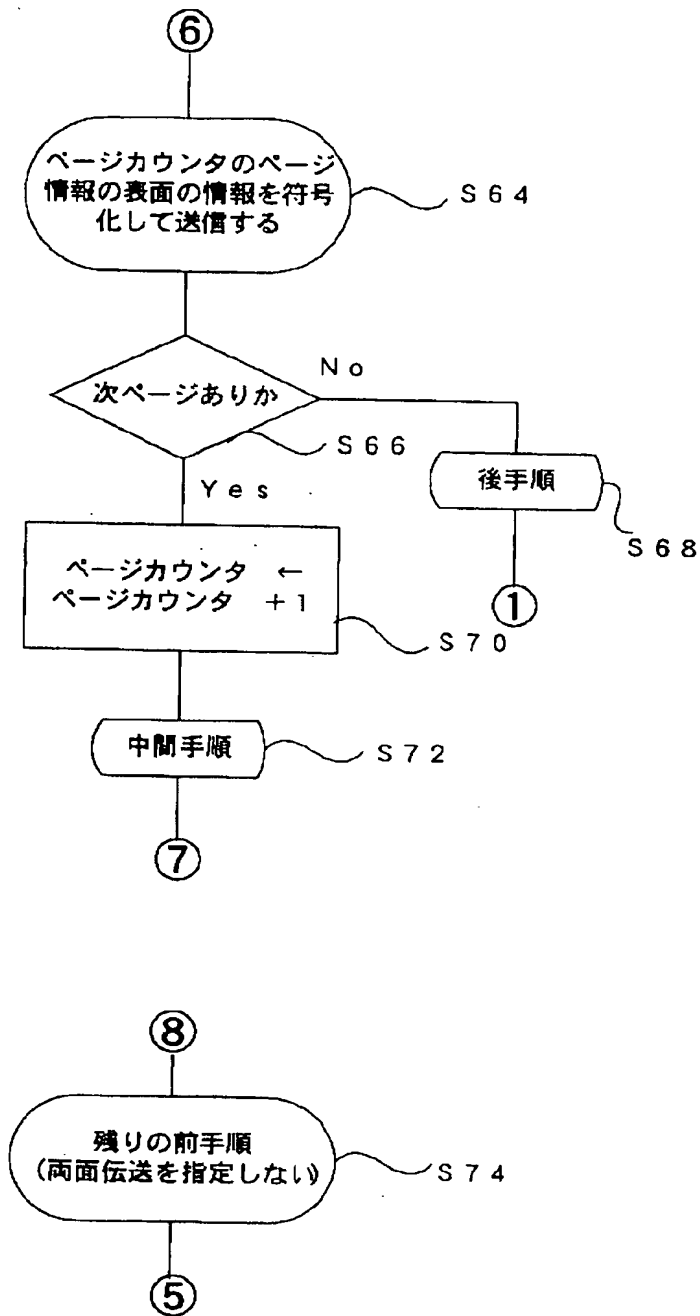 ⑥
ページカウンタのページ
情報の表面の情報を符号
化して送信する
S64
次ページありか
No
S66
Yes
後手順
S68
①
ページカウンタ ←
ページカウンタ +1
S70
中間手順
S72
⑦
⑧
残りの前手順
(両面伝送を指定しない)
S74
⑤